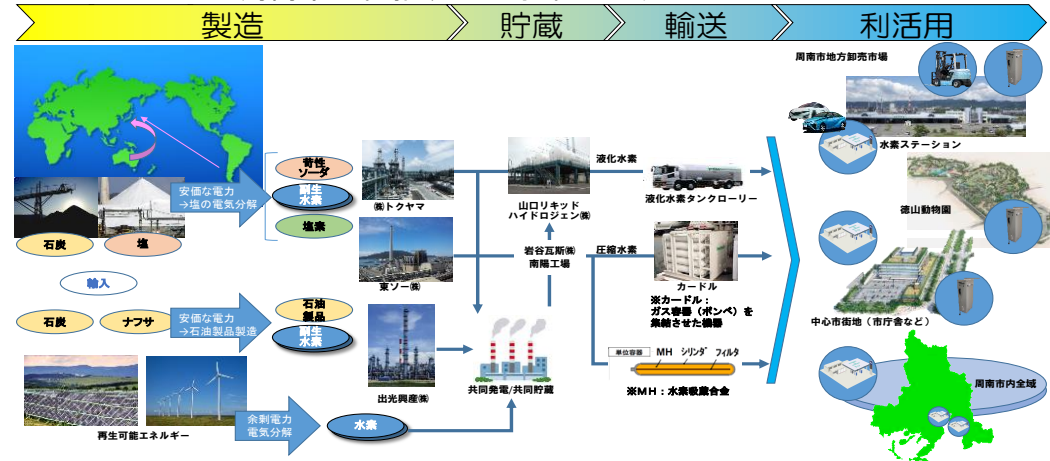 製造
貯蔵
輸送
利活用
石炭
塩
輸入
石炭
ナフサ
再生可能エネルギー
安価な電力
→塩の電気分解
安価な電力
→石油製品製造
余剰電力
電気分解
苛性
ソーダ
副生
水素
塩素
石油
製品
副生
水素
水素
㈱トクヤマ
東ソー㈱
出光興産㈱
山口リキッド
ハイドロジェン㈱
岩谷瓦斯㈱
南陽工場
共同発電/共同貯蔵
液化水素
圧縮水素
液化水素タンクローリー
カードル
※カードル：
ガス容器（ボンベ）を
集結させた機器
単位容器
MH
シリンダ
フィルタ
※MH：水素吸蔵合金
周南市地方卸売市場
水素ステーション
徳山動物園
中心市街地（市庁舎など）
周南市内全域